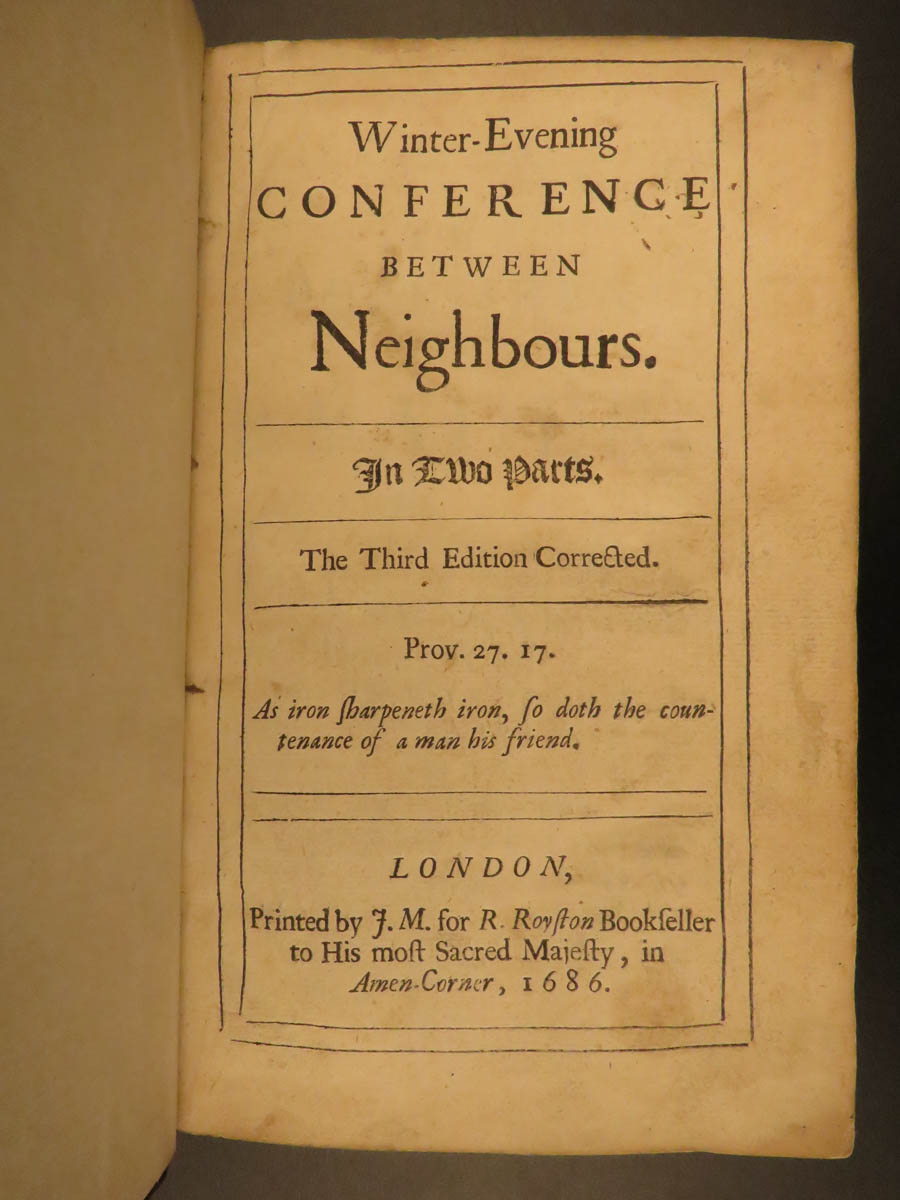 Winter-Evening
CONFERENCE
BETWEEN
Neighbours.
In Two Parts.
The Third Edition Corrected.
Prov. 27. 17.
As iron ſharpeneth iron, ſo doth the coun-
tenance of a man his friend.
LONDON,
Printed by J. M. for R. Royſton Bookſeller
to His moſt Sacred Majeſty, in
Amen-Corner, 1686.